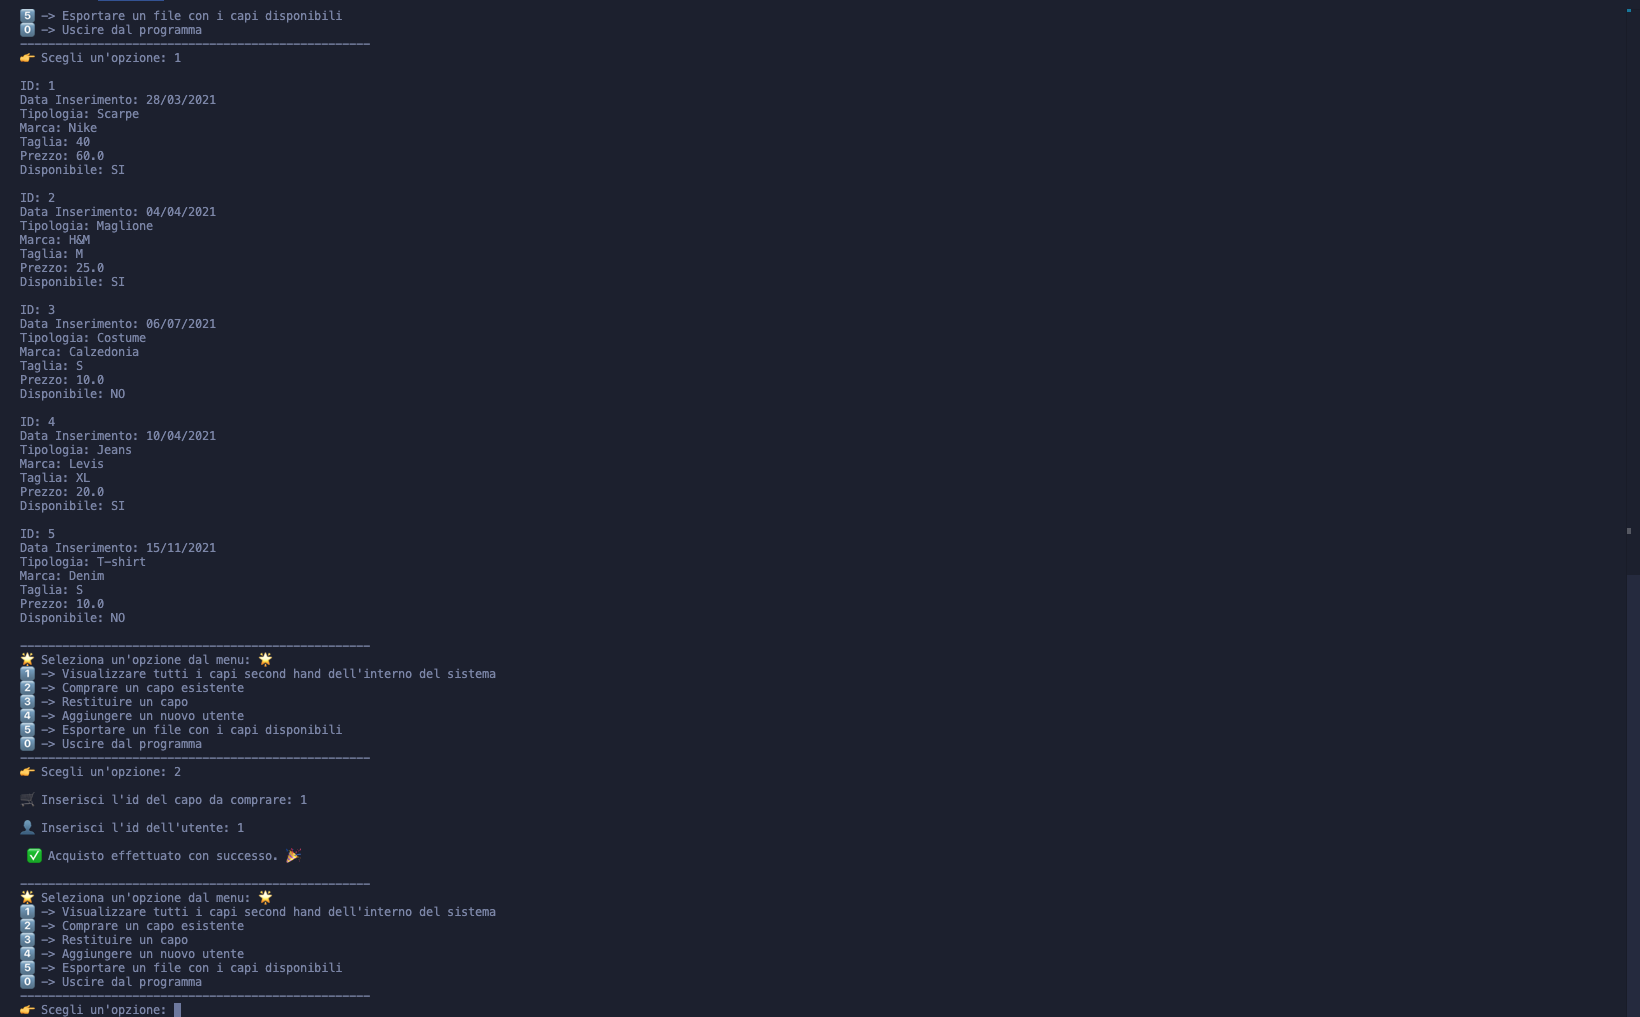 5 -> Esportare un file con i capi disponibili
0 -> Uscire dal programma
--------------------------------------------------
👉 Scegli un'opzione: 1
ID: 1
Data Inserimento: 28/03/2021
Tipologia: Scarpe
Marca: Nike
Taglia: 40
Prezzo: 60.0
Disponibile: SI
ID: 2
Data Inserimento: 04/04/2021
Tipologia: Maglione
Marca: H&M
Taglia: M
Prezzo: 25.0
Disponibile: SI
ID: 3
Data Inserimento: 06/07/2021
Tipologia: Costume
Marca: Calzedonia
Taglia: S
Prezzo: 10.0
Disponibile: NO
ID: 4
Data Inserimento: 10/04/2021
Tipologia: Jeans
Marca: Levis
Taglia: XL
Prezzo: 20.0
Disponibile: SI
ID: 5
Data Inserimento: 15/11/2021
Tipologia: T-shirt
Marca: Denim
Taglia: S
Prezzo: 10.0
Disponibile: NO
--------------------------------------------------
🌟 Seleziona un'opzione dal menu: 🌟
1 -> Visualizzare tutti i capi second hand dell'interno del sistema
2 -> Comprare un capo esistente
3 -> Restituire un capo
4 -> Aggiungere un nuovo utente
5 -> Esportare un file con i capi disponibili
0 -> Uscire dal programma
--------------------------------------------------
👉 Scegli un'opzione: 2
🛒 Inserisci l'id del capo da comprare: 1
👤 Inserisci l'id dell'utente: 1
✅ Acquisto effettuato con successo. 🎉
--------------------------------------------------
🌟 Seleziona un'opzione dal menu: 🌟
1 -> Visualizzare tutti i capi second hand dell'interno del sistema
2 -> Comprare un capo esistente
3 -> Restituire un capo
4 -> Aggiungere un nuovo utente
5 -> Esportare un file con i capi disponibili
0 -> Uscire dal programma
--------------------------------------------------
👉 Scegli un'opzione: